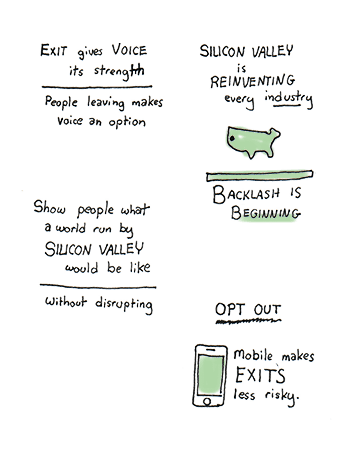 EXIT gives VOICE
its strength
People leaving makes
voice an option
Show people what
a world run by
SILICON VALLEY
would be like
without disrupting
SILICON VALLEY
is
REINVENTING
every industry
BACKLASH IS
BEGINNING
OPT OUT
Mobile makes
EXITS
less risky.